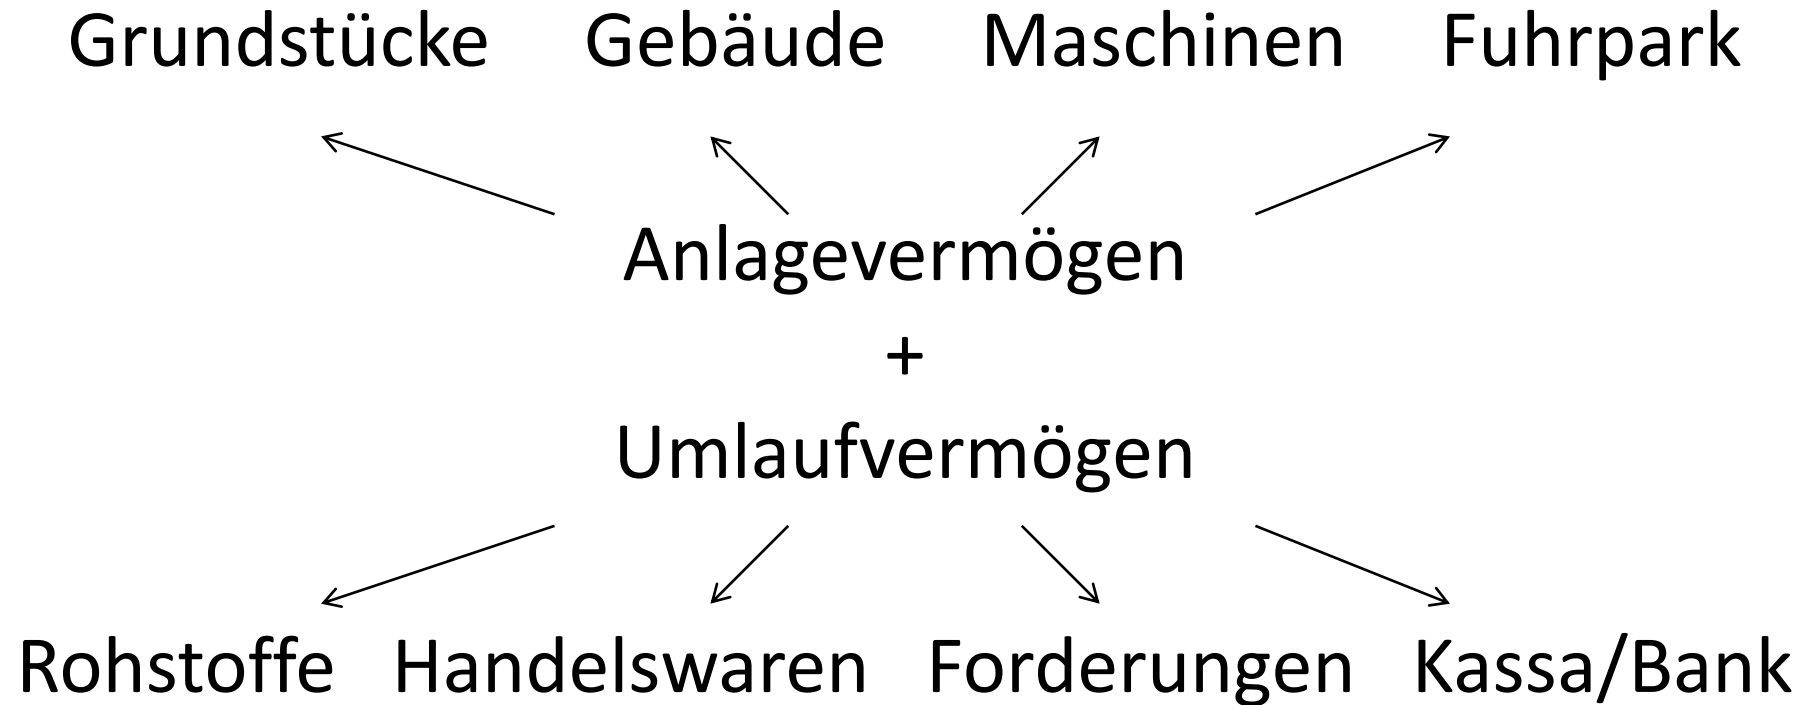 Grundstücke Gebäude Maschinen Fuhrpark
Anlagevermögen
+
Umlaufvermögen
Rohstoffe Handelswaren Forderungen Kassa/Bank